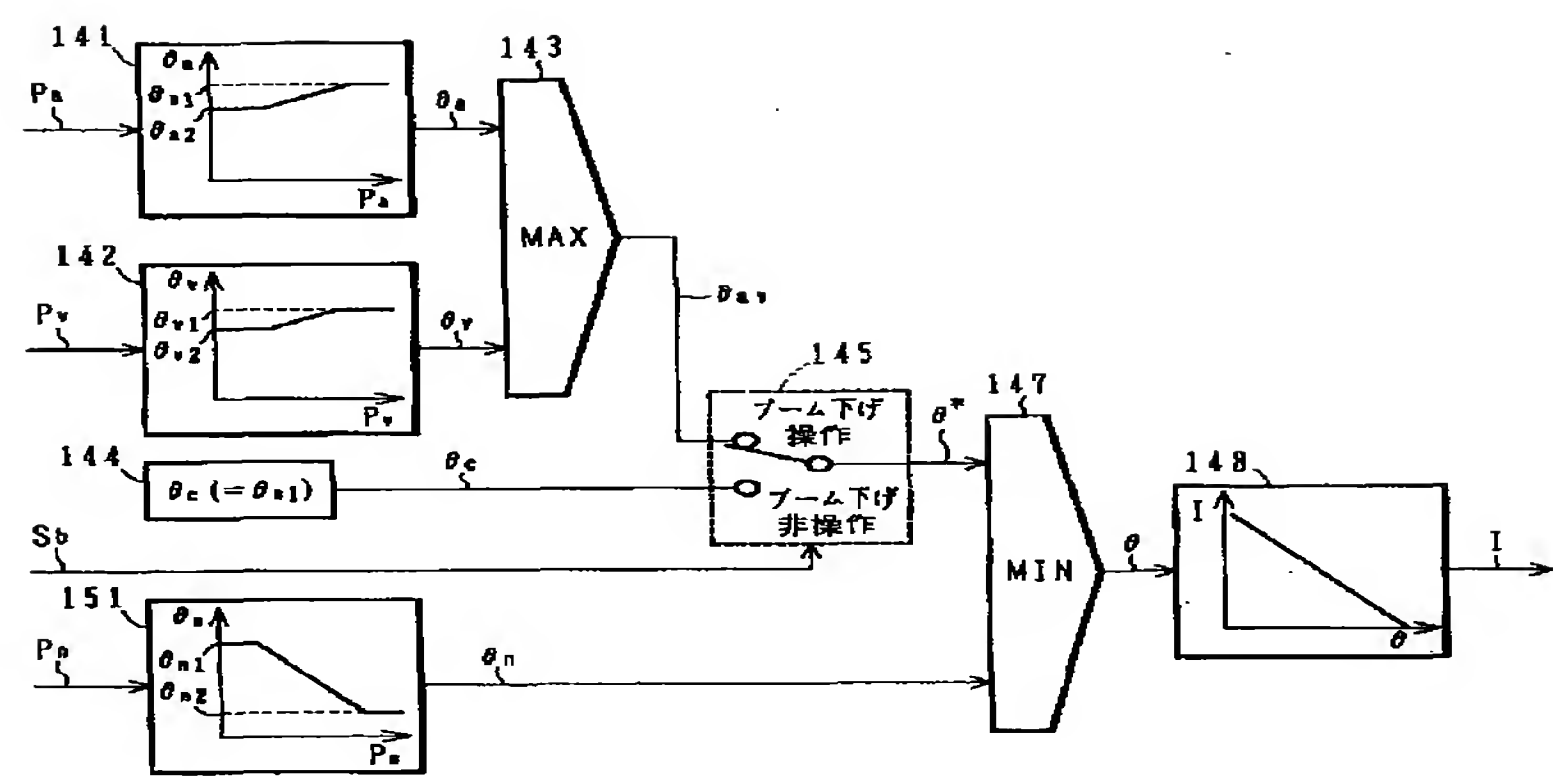 141
θa
θa1
θa2
Pa
Pa
θa
143
MAX
142
θv
θv1
θv2
Pv
Pv
θv
θav
145
ブーム下げ
操作
ブーム下げ
非操作
144
θc (=θn1)
θc
θ*
147
MIN
Sb
151
θn
θn1
θn2
Pn
Pn
θn
θ
148
I
θ
I